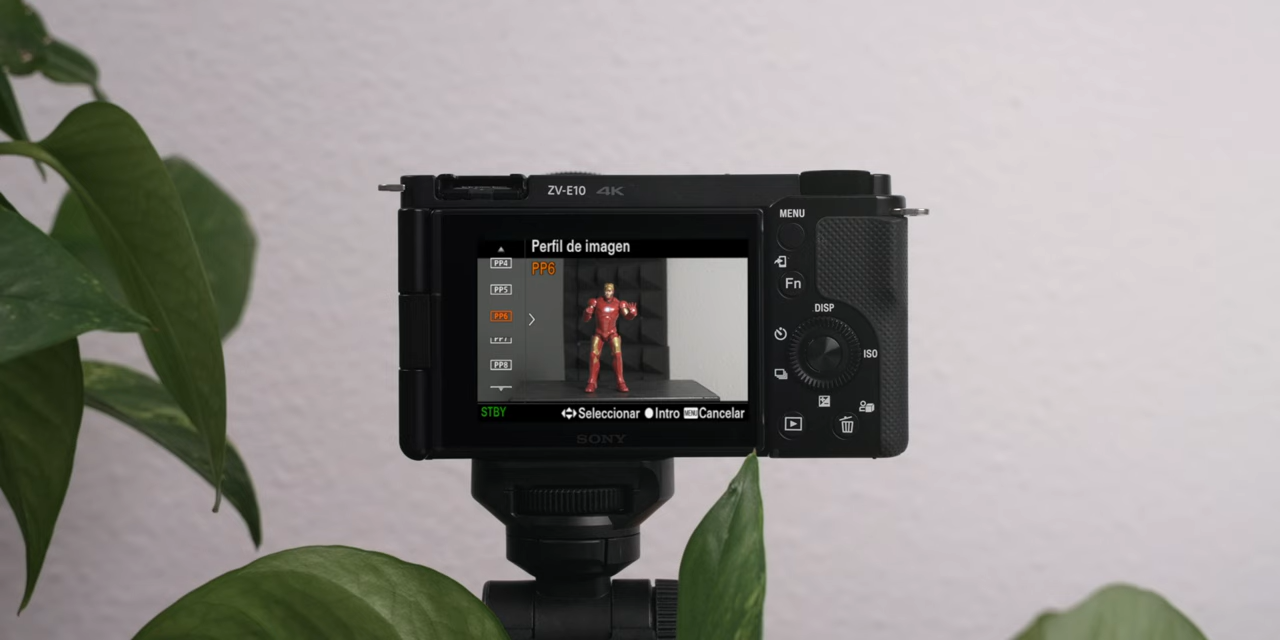 ZV-E10 4K
MENU
Perfil de imagen
PP4
PP6
Fn
PP5
DISP
PP6
ISO
PP8
STBY
Seleccionar Intro MENU Cancelar
SONY